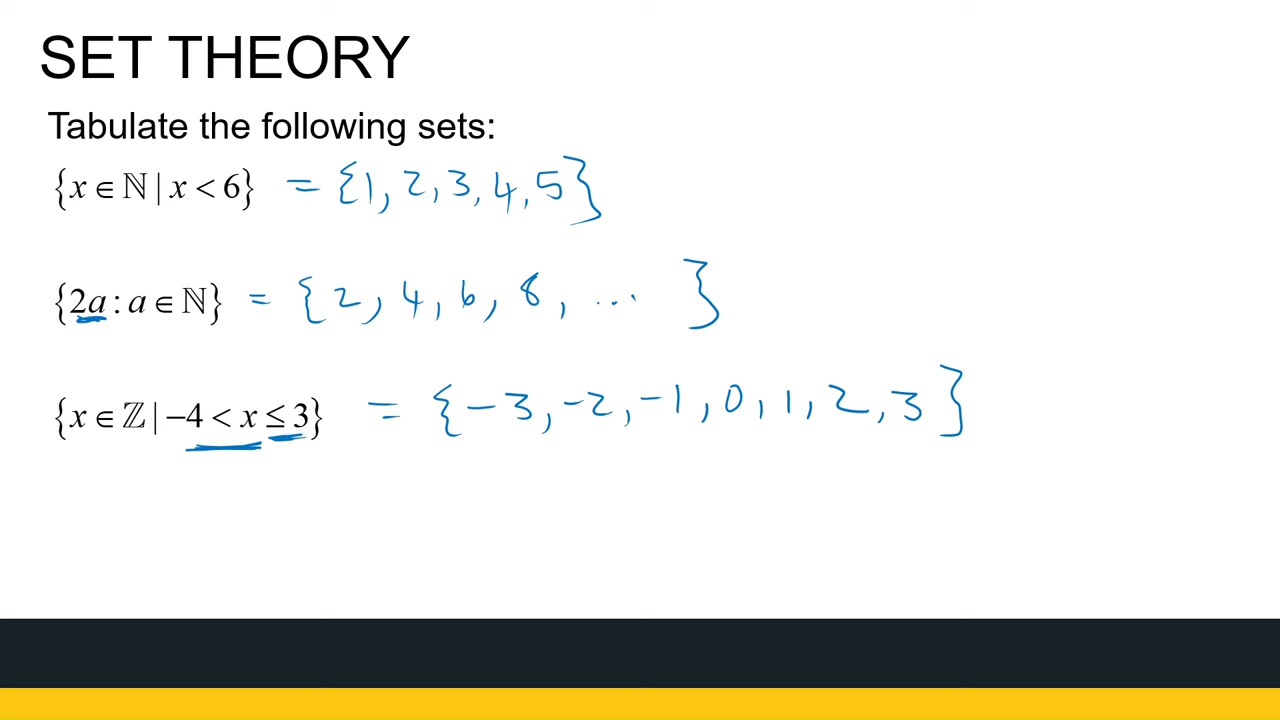 SET THEORY
Tabulate the following sets:
{x ∈ ℕ | x < 6} = {1, 2, 3, 4, 5}
{2a : a ∈ ℕ} = {2, 4, 6, 8, ... }
{x ∈ ℤ | −4 < x ≤ 3} = {−3, −2, −1, 0, 1, 2, 3}